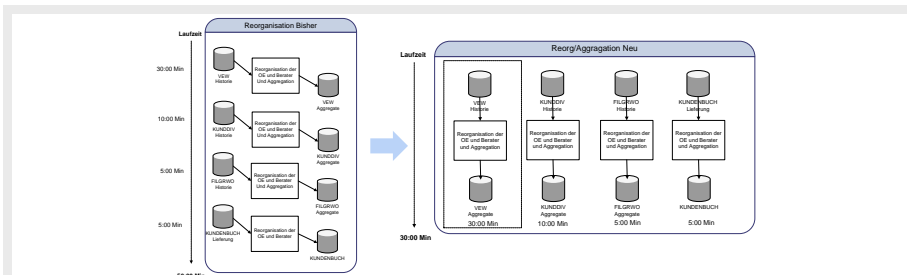 Reorganisation Bisher
Laufzeit
30:00 Min
VEW
Historie
Reorganisation der
OE und Berater
Und Aggregation
VEW
Aggregate
10:00 Min
KUNDDIV
Historie
Reorganisation der
OE und Berater
Und Aggregation
KUNDDIV
Aggregate
5:00 Min
FILGRWO
Historie
Reorganisation der
OE und Berater
Und Aggregation
FILGRWO
Aggregate
5:00 Min
KUNDENBUCH
Lieferung
Reorganisation der
OE und Berater
KUNDENBUCH
50:00 Min
Reorg/Aggragation Neu
Laufzeit
VEW
Historie
KUNDDIV
Historie
FILGRWO
Historie
KUNDENBUCH
Lieferung
Reorganisation der
OE und Berater
und Aggregation
Reorganisation der
OE und Berater
und Aggregation
Reorganisation der
OE und Berater
und Aggregation
Reorganisation der
OE und Berater
und Aggregation
VEW
Aggregate
30:00 Min
KUNDDIV
Aggregate
10:00 Min
FILGRWO
Aggregate
5:00 Min
KUNDENBUCH
5:00 Min
30:00 Min